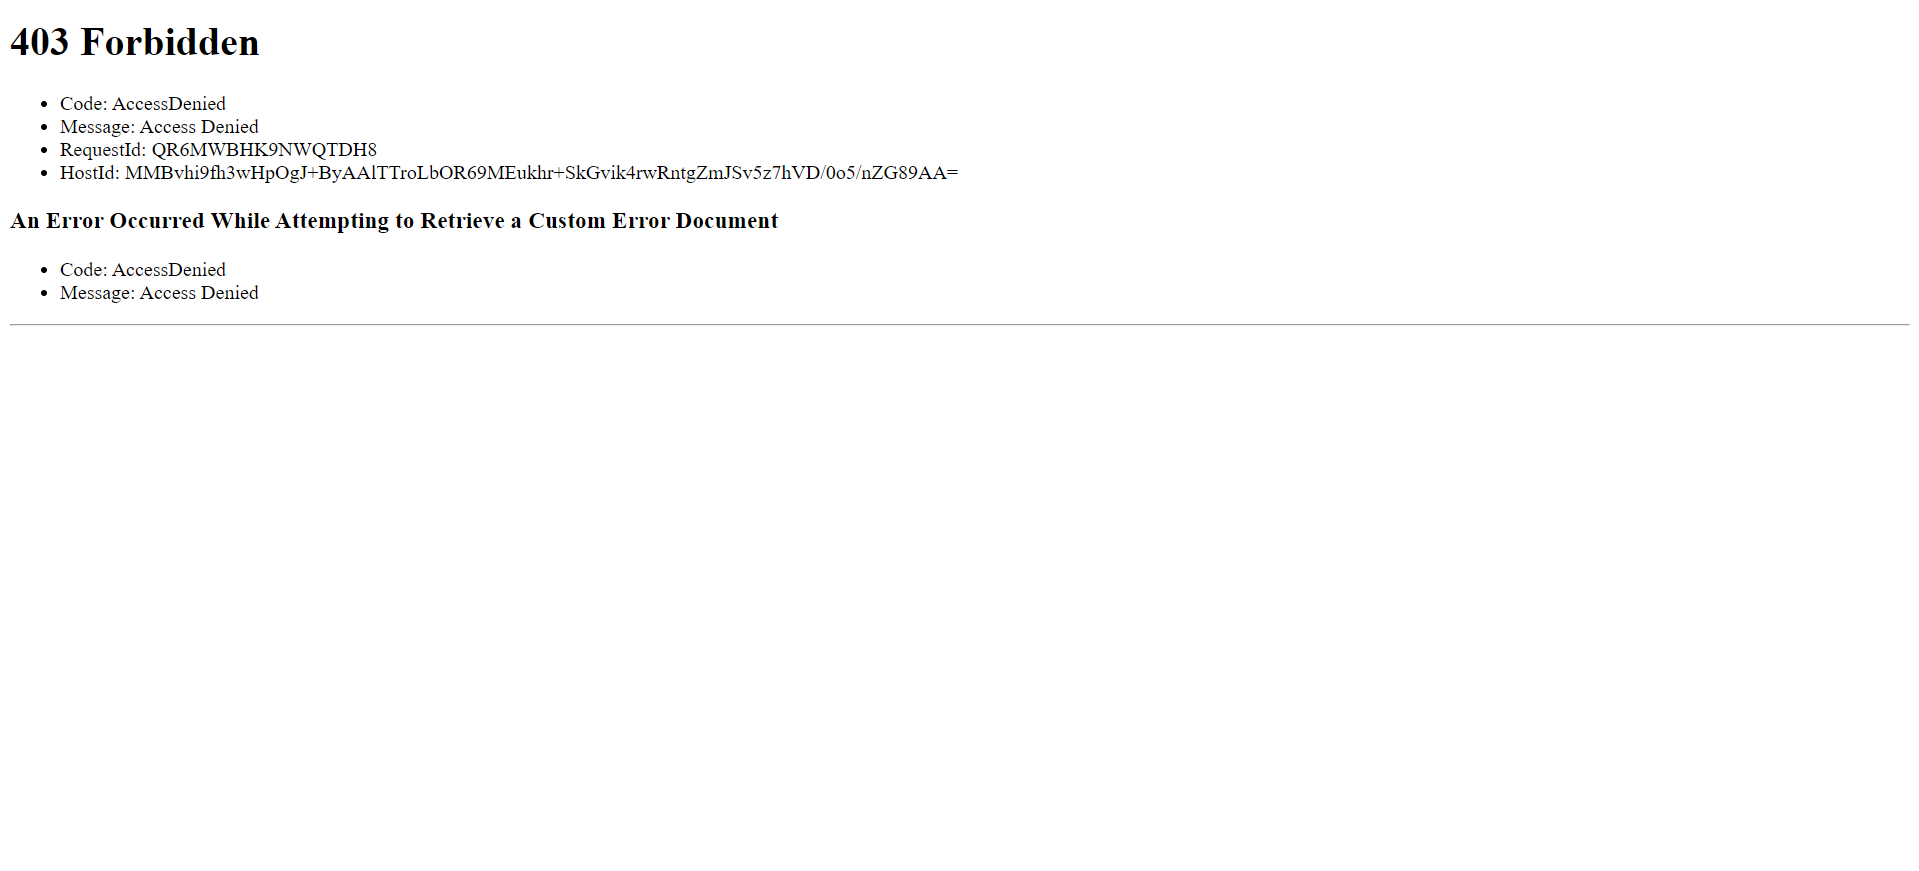 403 Forbidden
Code: AccessDenied
Message: Access Denied
RequestId: QR6MWBHK9NWQTDH8
HostId: MMBvhi9fh3wHpOgJ+ByAAlTTroLbOR69MEukhr+SkGvik4rwRntgZmJSv5z7hVD/0o5/nZG89AA=
An Error Occurred While Attempting to Retrieve a Custom Error Document
Code: AccessDenied
Message: Access Denied